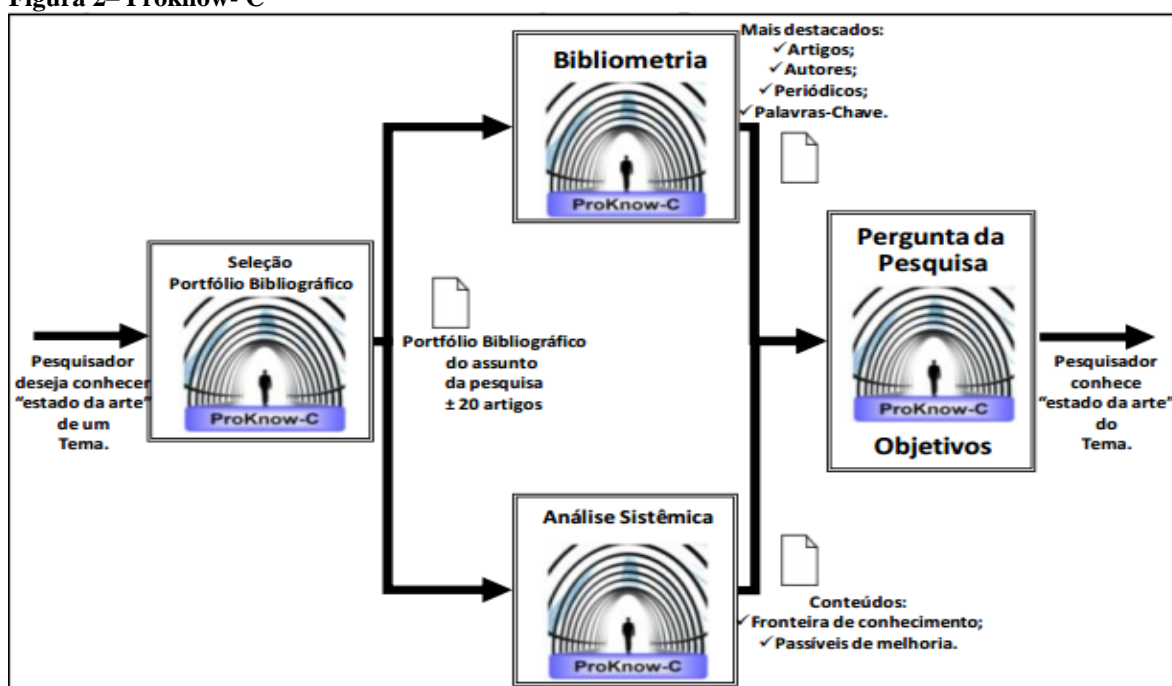 Figura 2– Proknow- C
Mais destacados:
✓Artigos;
✓Autores;
✓Periódicos;
✓Palavras-Chave.
Bibliometria
ProKnow-C
Seleção
Portfólio Bibliográfico
ProKnow-C
Pesquisador
deseja conhecer
“estado da arte”
de um
Tema.
Portfólio Bibliográfico
do assunto
da pesquisa
± 20 artigos
Pergunta da
Pesquisa
ProKnow-C
Objetivos
Pesquisador
conhece
“estado da arte”
do
Tema.
Análise Sistêmica
ProKnow-C
Conteúdos:
✓Fronteira de conhecimento;
✓Passíveis de melhoria.